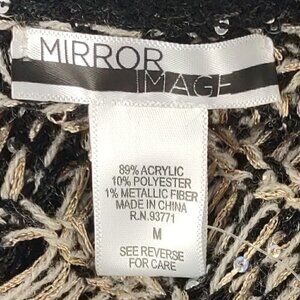 MIRROR
IMAGE
89% ACRYLIC
10% POLYESTER
1% METALLIC FIBER
MADE IN CHINA
R.N. 93771
M
SEE REVERSE
FOR CARE